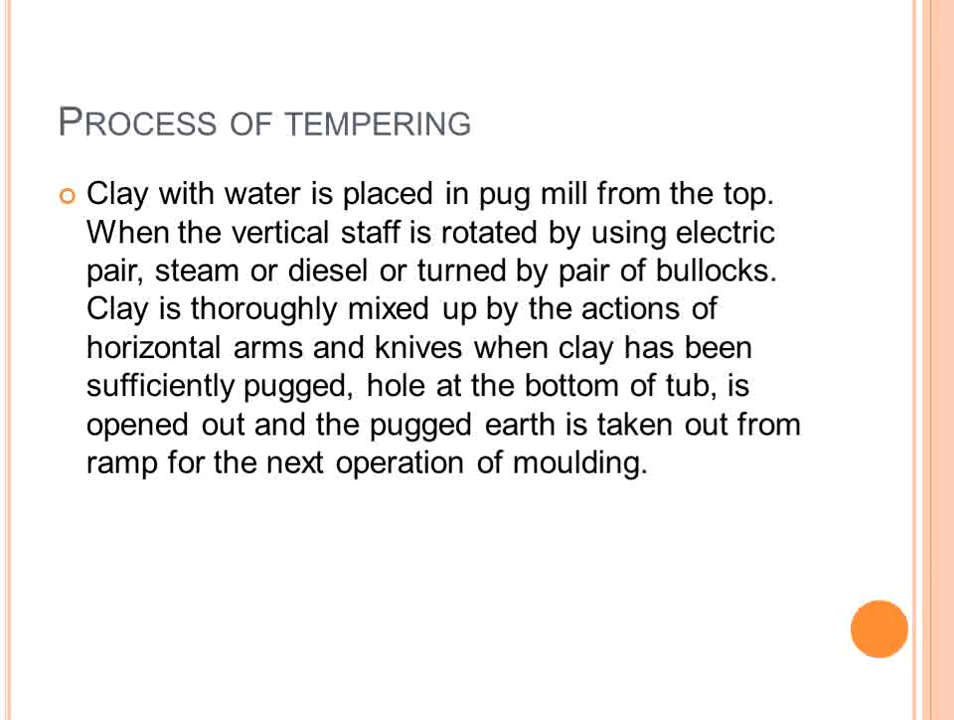 PROCESS OF TEMPERING
Clay with water is placed in pug mill from the top.
When the vertical staff is rotated by using electric
pair, steam or diesel or turned by pair of bullocks.
Clay is thoroughly mixed up by the actions of
horizontal arms and knives when clay has been
sufficiently pugged, hole at the bottom of tub, is
opened out and the pugged earth is taken out from
ramp for the next operation of moulding.